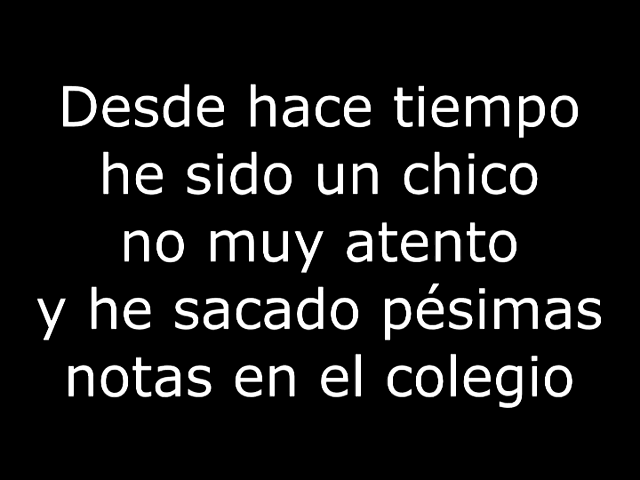 Desde hace tiempo
he sido un chico
no muy atento
y he sacado pésimas
notas en el colegio